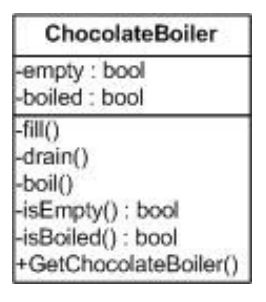 ChocolateBoiler
-empty : bool
-boiled : bool
-fill()
-drain()
-boil()
-isEmpty() : bool
-isBoiled() : bool
+GetChocolateBoiler()